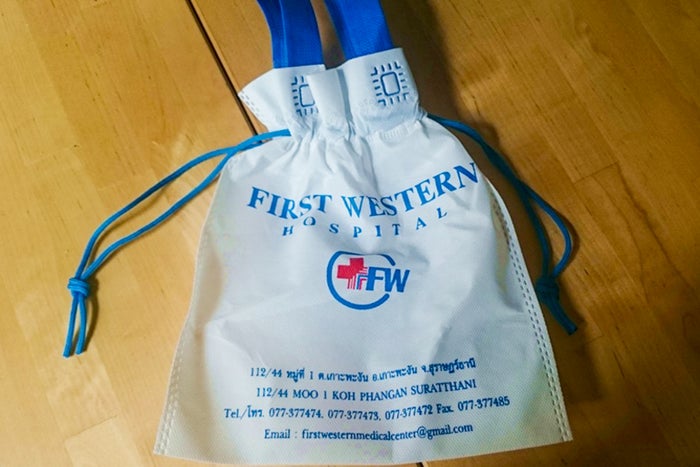 FIRST WESTERN
HOSPITAL
FW
112/44 หมู่ที่ 1 ต.เกาะพะงัน อ.เกาะพะงัน จ.สุราษฎร์ธานี
112/44 MOO 1 KOH PHANGAN SURATTHANI
Tel/โทร. 077-377474, 077-377473, 077-377472 Fax. 077-377485
Email : firstwesternmedicalcenter@gmail.com